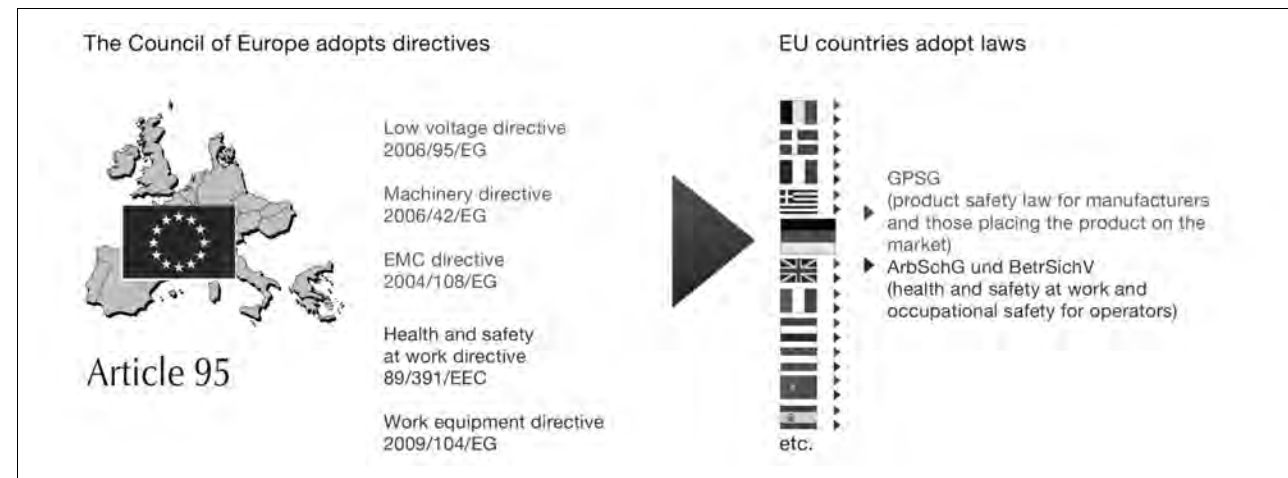 The Council of Europe adopts directives
Low voltage directive
2006/95/EG
Machinery directive
2006/42/EG
EMC directive
2004/108/EG
Health and safety
at work directive
89/391/EEC
Work equipment directive
2009/104/EG
Article 95
EU countries adopt laws
GPSG
(product safety law for manufacturers
and those placing the product on the
market)
ArbSchG und BetrSichV
(health and safety at work and
occupational safety for operators)
etc.